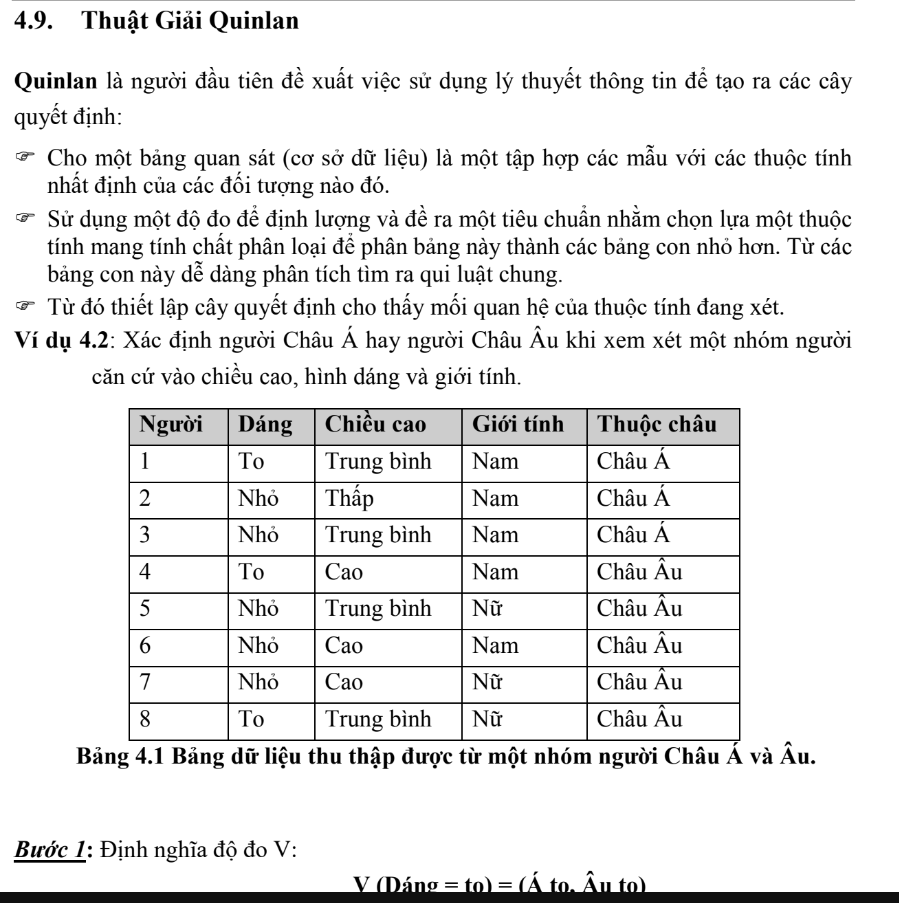 4.9. Thuật Giải Quinlan
Quinlan là người đầu tiên đề xuất việc sử dụng lý thuyết thông tin để tạo ra các cây
quyết định:
☞ Cho một bảng quan sát (cơ sở dữ liệu) là một tập hợp các mẫu với các thuộc tính
nhất định của các đối tượng nào đó.
☞ Sử dụng một độ đo để định lượng và đề ra một tiêu chuẩn nhằm chọn lựa một thuộc
tính mang tính chất phân loại để phân bảng này thành các bảng con nhỏ hơn. Từ các
bảng con này dễ dàng phân tích tìm ra qui luật chung.
☞ Từ đó thiết lập cây quyết định cho thấy mối quan hệ của thuộc tính đang xét.
Ví dụ 4.2: Xác định người Châu Á hay người Châu Âu khi xem xét một nhóm người
căn cứ vào chiều cao, hình dáng và giới tính.
Người Dáng Chiều cao Giới tính Thuộc châu
1 To Trung bình Nam Châu Á
2 Nhỏ Thấp Nam Châu Á
3 Nhỏ Trung bình Nam Châu Á
4 To Cao Nam Châu Âu
5 Nhỏ Trung bình Nữ Châu Âu
6 Nhỏ Cao Nam Châu Âu
7 Nhỏ Cao Nữ Châu Âu
8 To Trung bình Nữ Châu Âu
Bảng 4.1 Bảng dữ liệu thu thập được từ một nhóm người Châu Á và Âu.
Bước 1: Định nghĩa độ đo V:
V (Dáng = to) = (Á to, Âu to)